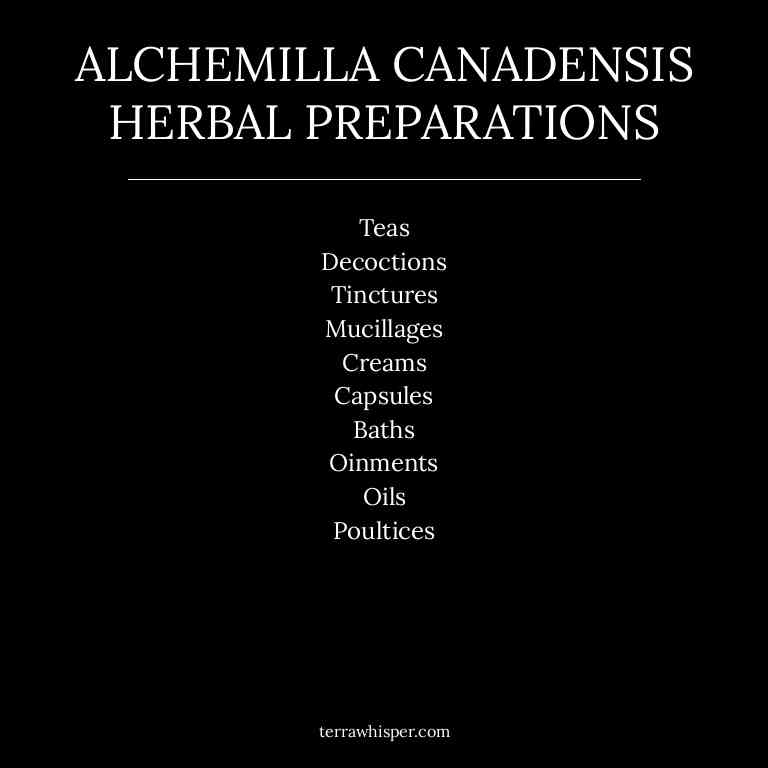 ALCHEMILLA CANADENSIS
HERBAL PREPARATIONS
Teas
Decoctions
Tinctures
Mucillages
Creams
Capsules
Baths
Oinments
Oils
Poultices
terrawhisper.com